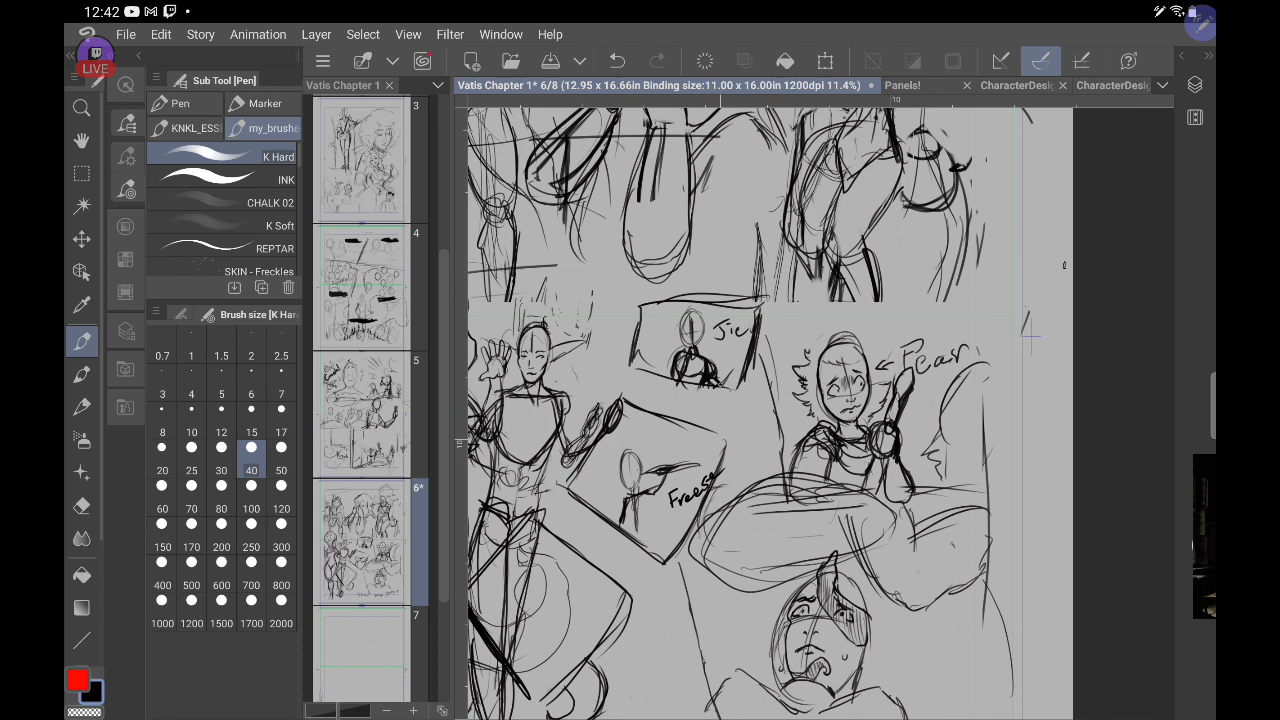 12:42
File Edit Story Animation Layer Select View Filter Window Help
LIVE
Sub Tool [Pen]
Pen Marker
KNKL_ESS my_brushe
K Hard
INK
CHALK 02
K Soft
REPTAR
SKIN - Freckles
Brush size [K Har
0.7 1 1.5 2 2.5
3 4 5 6 7
8 10 12 15 17
20 25 30 40 50
60 70 80 100 120
150 170 200 250 300
400 500 600 700 800
1000 1200 1500 1700 2000
Vatis Chapter 1
3
4
5
6*
7
Vatis Chapter 1* 6/8 (12.95 x 16.66in Binding size:11.00 x 16.00in 1200dpi 11.4%)
Panels!
CharacterDesi
CharacterDesi
10
Fear